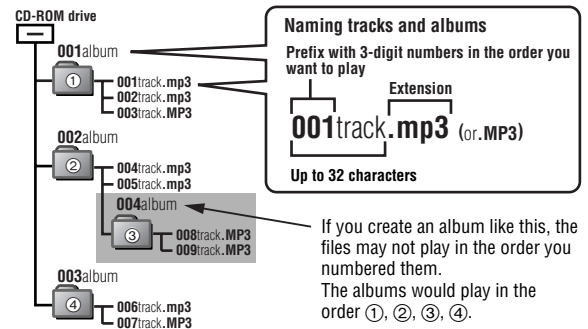 CD-ROM drive
001album
①
001track.mp3
002track.mp3
003track.MP3
002album
②
004track.mp3
005track.mp3
004album
③
008track.MP3
009track.MP3
003album
④
006track.mp3
007track.MP3
Naming tracks and albums
Prefix with 3-digit numbers in the order you
want to play
Extension
001track.mp3 (or.MP3)
Up to 32 characters
If you create an album like this, the
files may not play in the order you
numbered them.
The albums would play in the
order ①, ②, ③, ④.